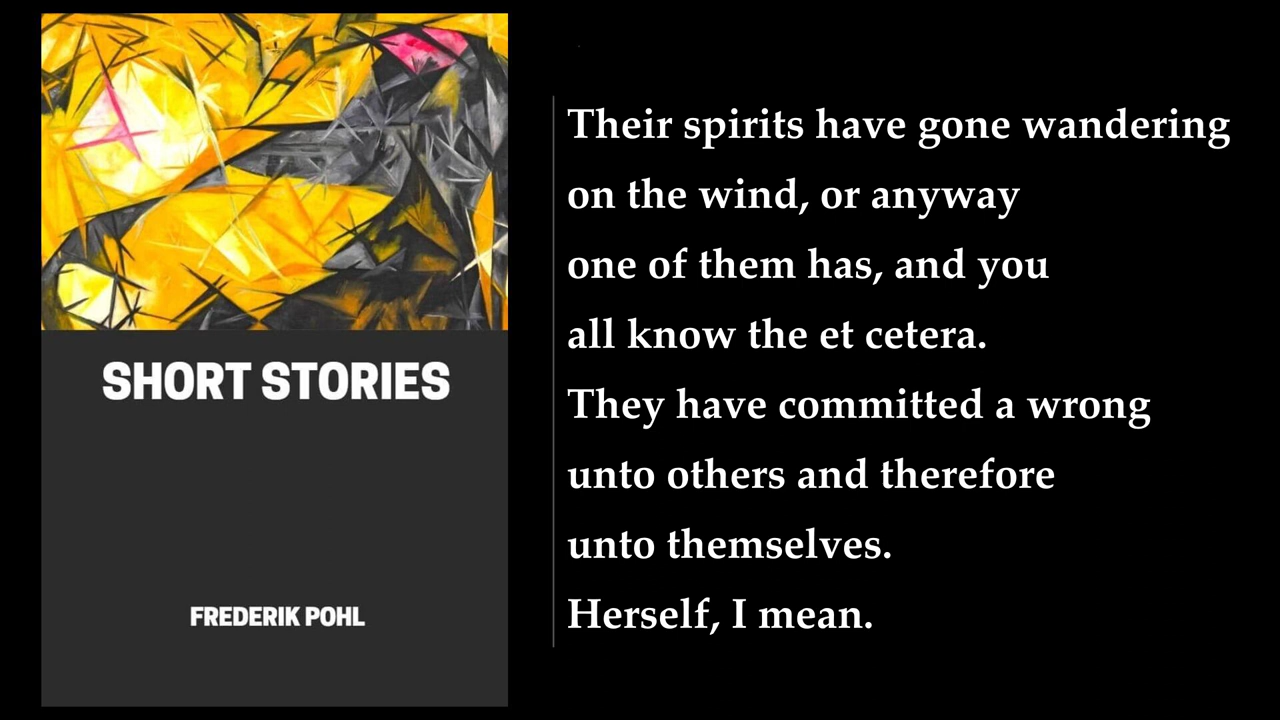 SHORT STORIES
FREDERIK POHL
Their spirits have gone wandering
on the wind, or anyway
one of them has, and you
all know the et cetera.
They have committed a wrong
unto others and therefore
unto themselves.
Herself, I mean.